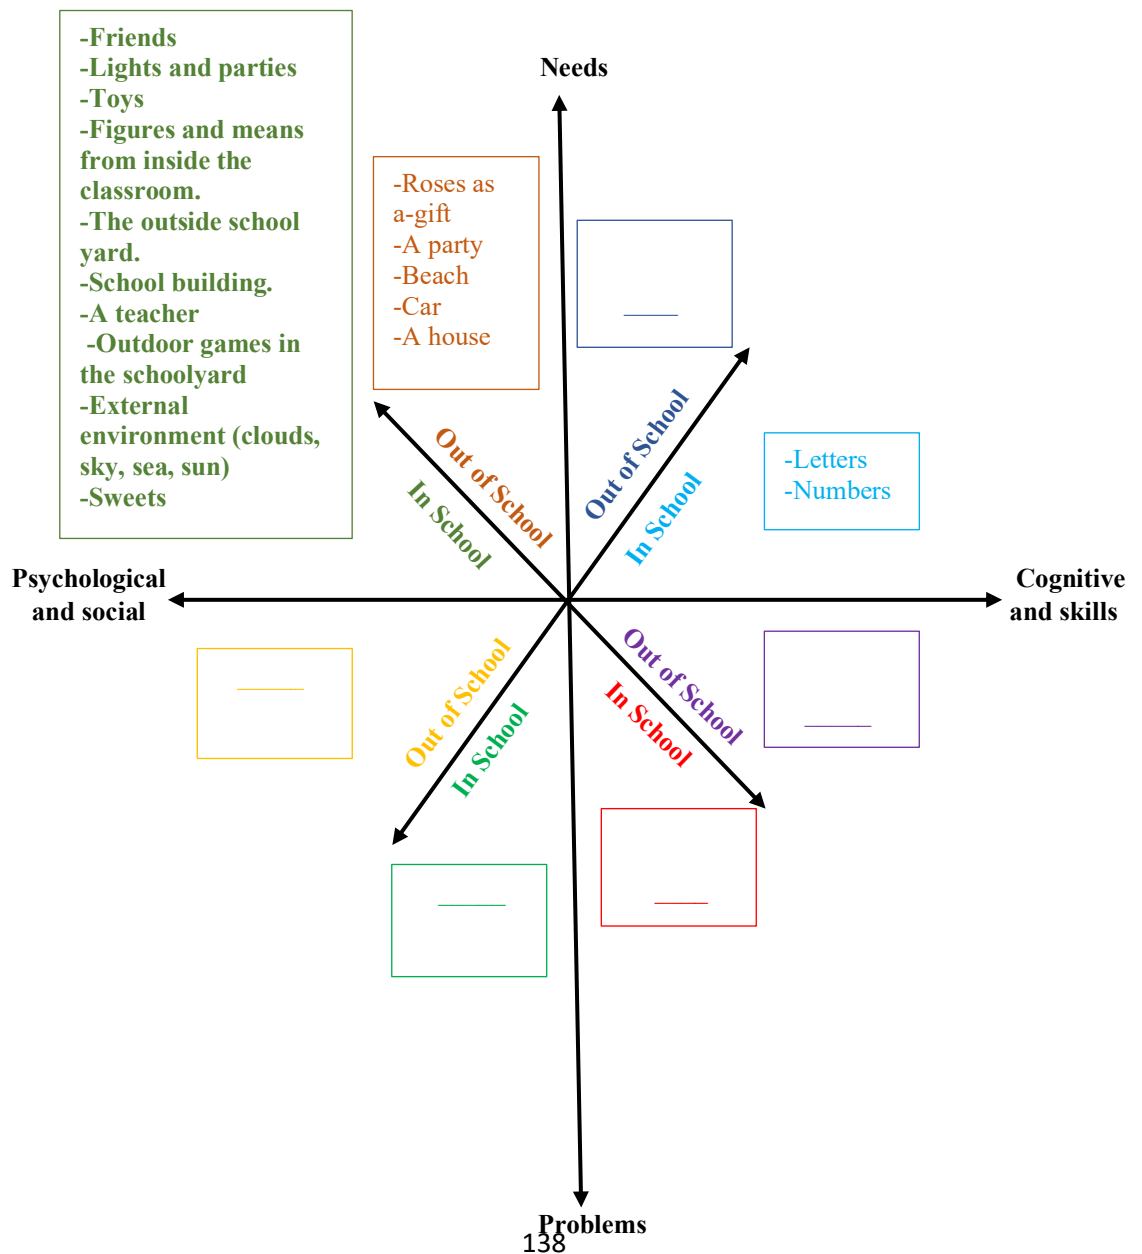 -Friends
-Lights and parties
-Toys
-Figures and means
from inside the
classroom.
-The outside school
yard.
-School building.
-A teacher
-Outdoor games in
the schoolyard
-External
environment (clouds,
sky, sea, sun)
-Sweets
Needs
-Roses as
a-gift
-A party
-Beach
-Car
-A house
Out of School
In School
Out of School
In School
-Letters
-Numbers
Psychological
and social
Cognitive
and skills
Out of School
In School
Out of School
In School
Problems
138